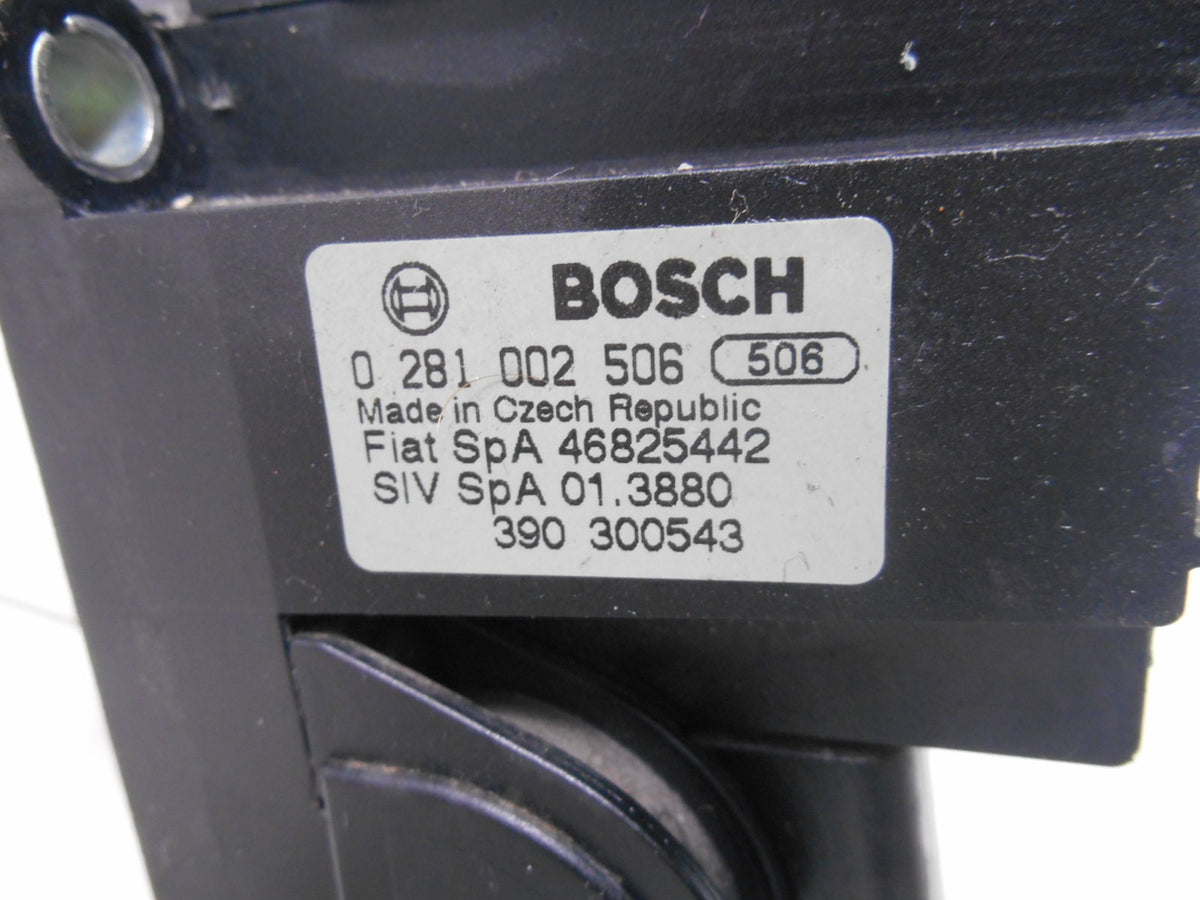 BOSCH
0 281 002 506 506
Made in Czech Republic
Fiat SpA 46825442
SIV SpA 01.3880
390 300543